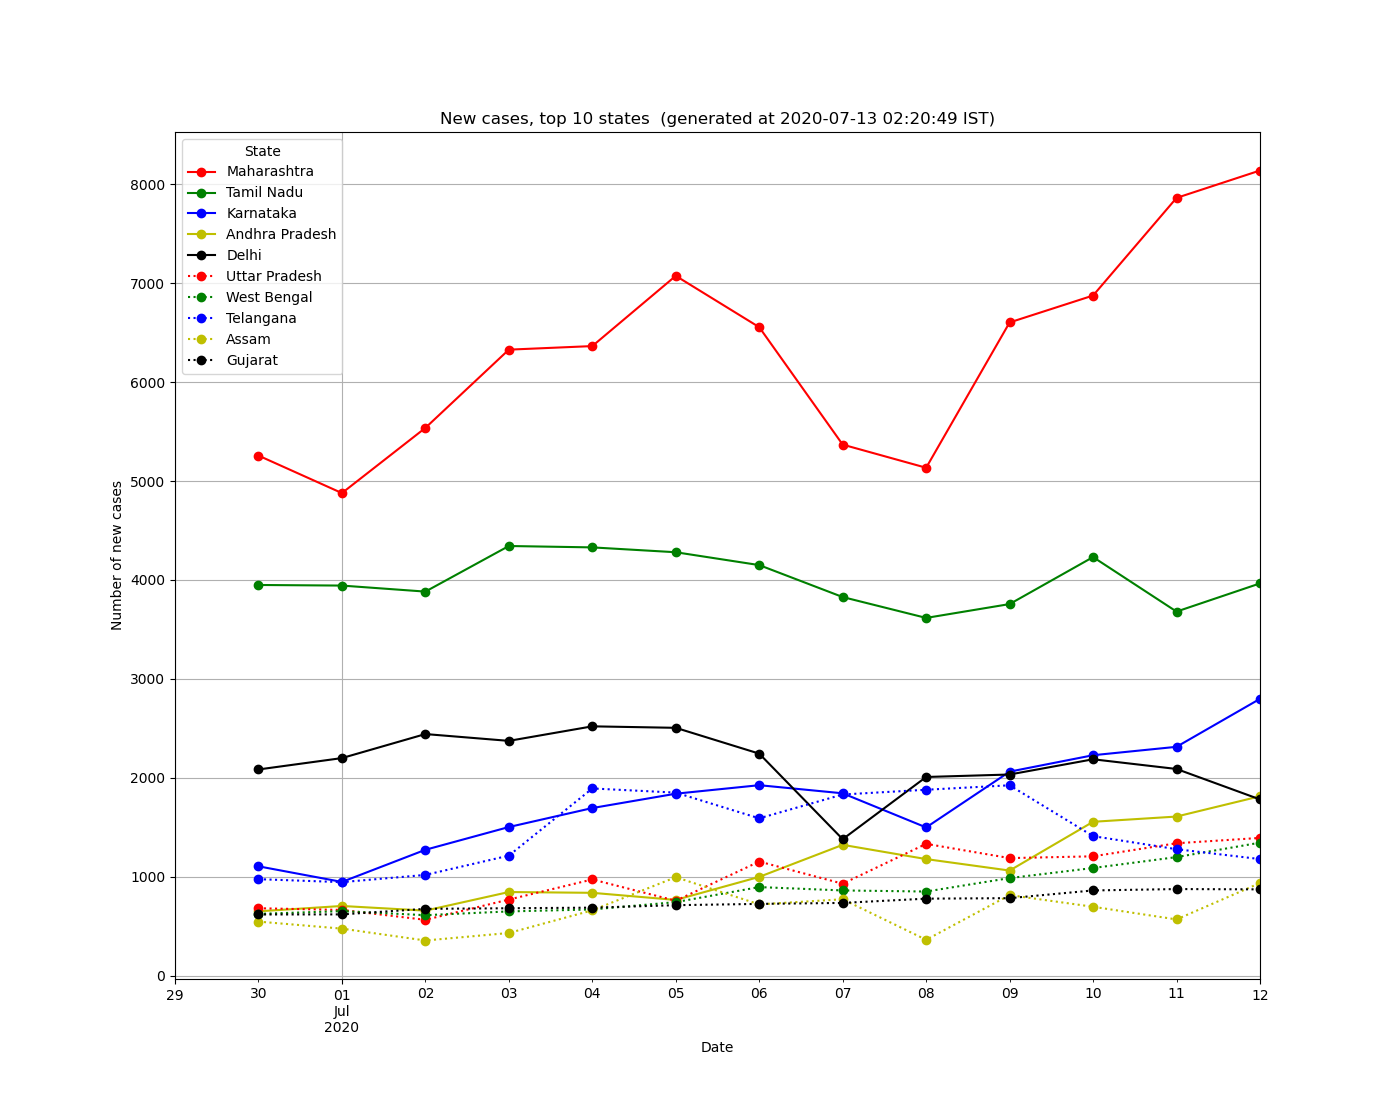 New cases, top 10 states  (generated at 2020-07-13 02:20:49 IST)
State
Maharashtra
Tamil Nadu
Karnataka
Andhra Pradesh
Delhi
Uttar Pradesh
West Bengal
Telangana
Assam
Gujarat
8000
7000
6000
5000
4000
3000
2000
1000
0
Number of new cases
29 30 01 02 03 04 05 06 07 08 09 10 11 12
Jul
2020
Date